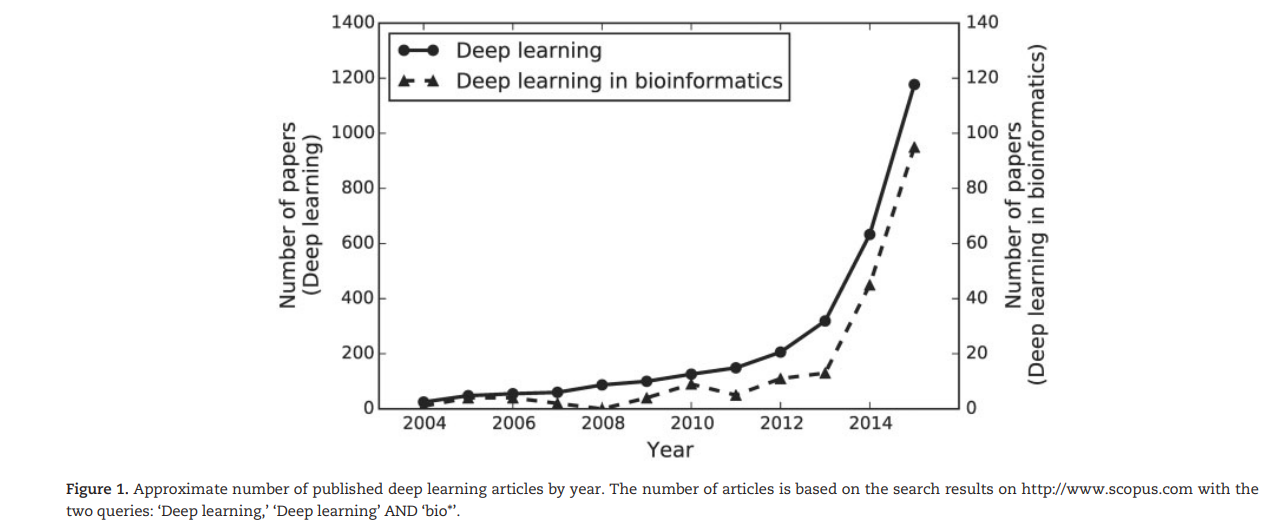 1400
1200
1000
800
600
400
200
0
Number of papers
(Deep learning)
Deep learning
Deep learning in bioinformatics
140
120
100
80
60
40
20
0
Number of papers
(Deep learning in bioinformatics)
2004 2006 2008 2010 2012 2014
Year
Figure 1. Approximate number of published deep learning articles by year. The number of articles is based on the search results on http://www.scopus.com with the
two queries: ‘Deep learning,’ ‘Deep learning’ AND ‘bio*’.